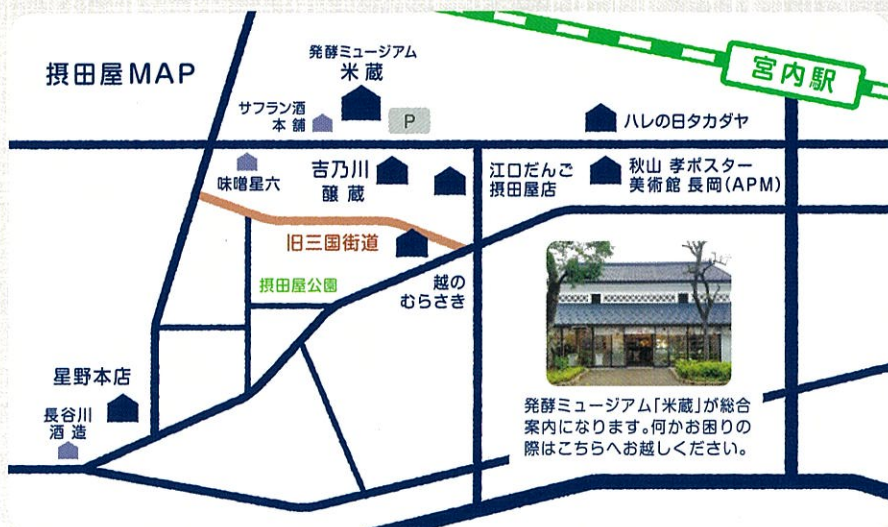 摂田屋MAP
発酵ミュージアム
米蔵
サフラン酒
本舗
P
宮内駅
ハレの日タカダヤ
味噌星六
吉乃川
醸蔵
江口だんご
摂田屋店
秋山 孝ポスター
美術館 長岡(APM)
旧三国街道
摂田屋公園
越の
むらさき
星野本店
長谷川
酒造
発酵ミュージアム「米蔵」が総合
案内になります。何かお困りの
際はこちらへお越しください。